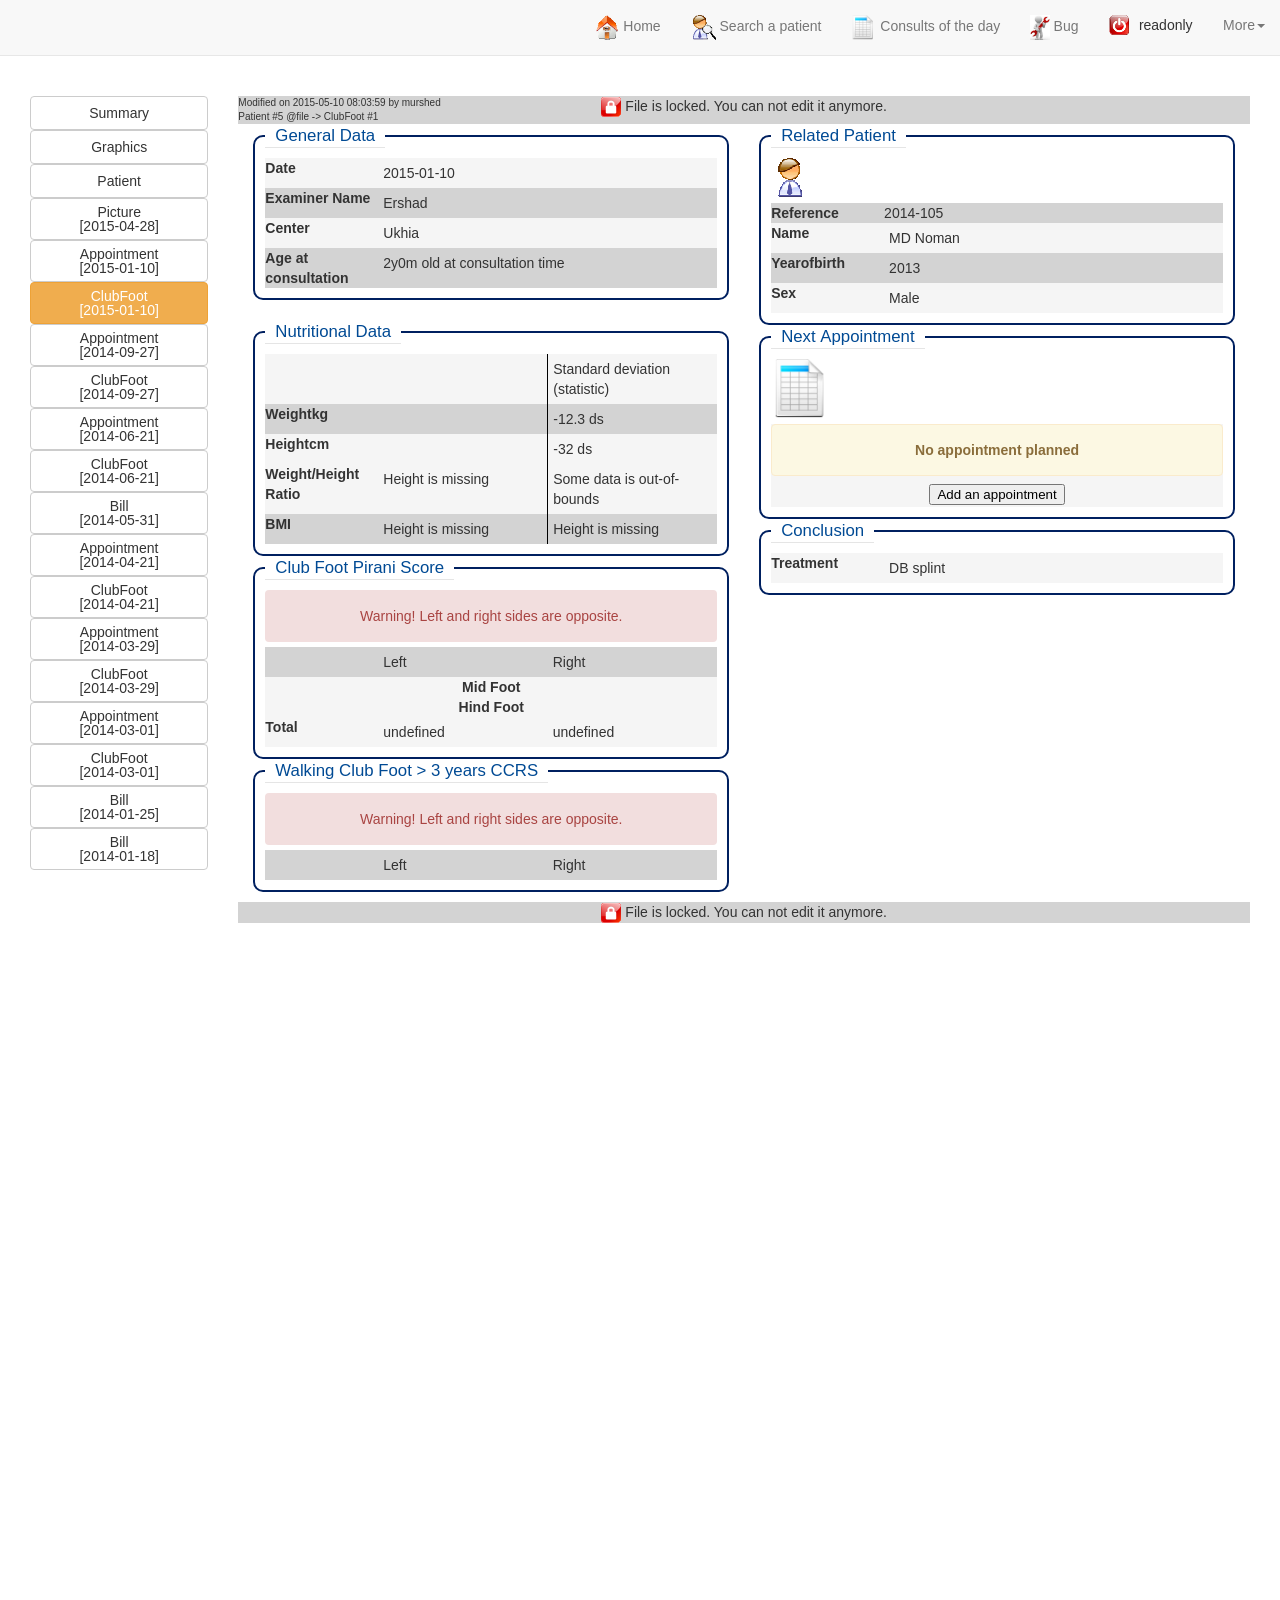 Home Search a patient Consults of the day Bug readonly More
Summary
Graphics
Patient
Picture
[2015-04-28]
Appointment
[2015-01-10]
ClubFoot
[2015-01-10]
Appointment
[2014-09-27]
ClubFoot
[2014-09-27]
Appointment
[2014-06-21]
ClubFoot
[2014-06-21]
Bill
[2014-05-31]
Appointment
[2014-04-21]
ClubFoot
[2014-04-21]
Appointment
[2014-03-29]
ClubFoot
[2014-03-29]
Appointment
[2014-03-01]
ClubFoot
[2014-03-01]
Bill
[2014-01-25]
Bill
[2014-01-18]
Modified on 2015-05-10 08:03:59 by murshed
Patient #5 @file -> ClubFoot #1
File is locked. You can not edit it anymore.
General Data
Date 2015-01-10
Examiner Name Ershad
Center Ukhia
Age at consultation 2y0m old at consultation time
Nutritional Data
Standard deviation
(statistic)
Weightkg -12.3 ds
Heightcm -32 ds
Weight/Height Ratio Height is missing Some data is out-of-bounds
BMI Height is missing Height is missing
Club Foot Pirani Score
Warning! Left and right sides are opposite.
Left Right
Mid Foot
Hind Foot
Total undefined undefined
Walking Club Foot > 3 years CCRS
Warning! Left and right sides are opposite.
Left Right
Related Patient
Reference 2014-105
Name MD Noman
Yearofbirth 2013
Sex Male
Next Appointment
No appointment planned
Add an appointment
Conclusion
Treatment DB splint
File is locked. You can not edit it anymore.